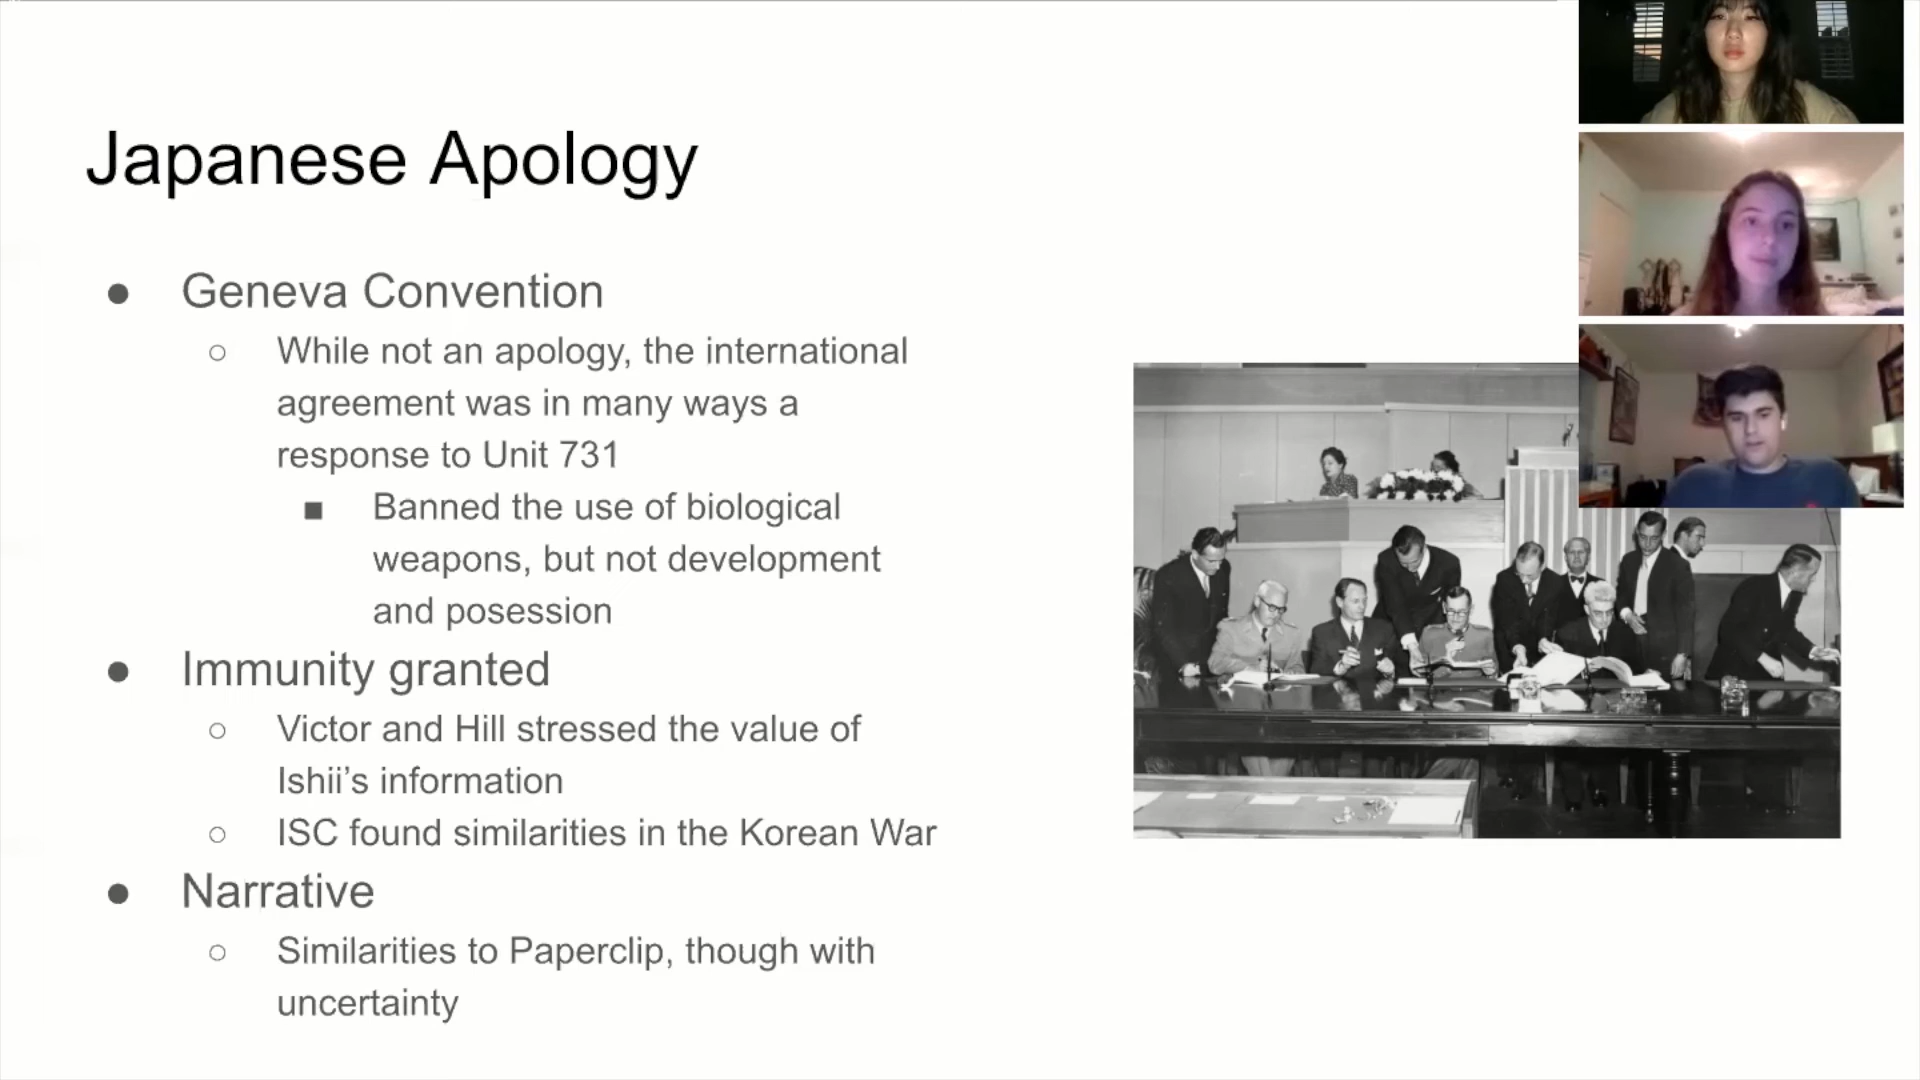 Japanese Apology
● Geneva Convention
○ While not an apology, the international
agreement was in many ways a
response to Unit 731
■ Banned the use of biological
weapons, but not development
and posession
● Immunity granted
○ Victor and Hill stressed the value of
Ishii’s information
○ ISC found similarities in the Korean War
● Narrative
○ Similarities to Paperclip, though with
uncertainty